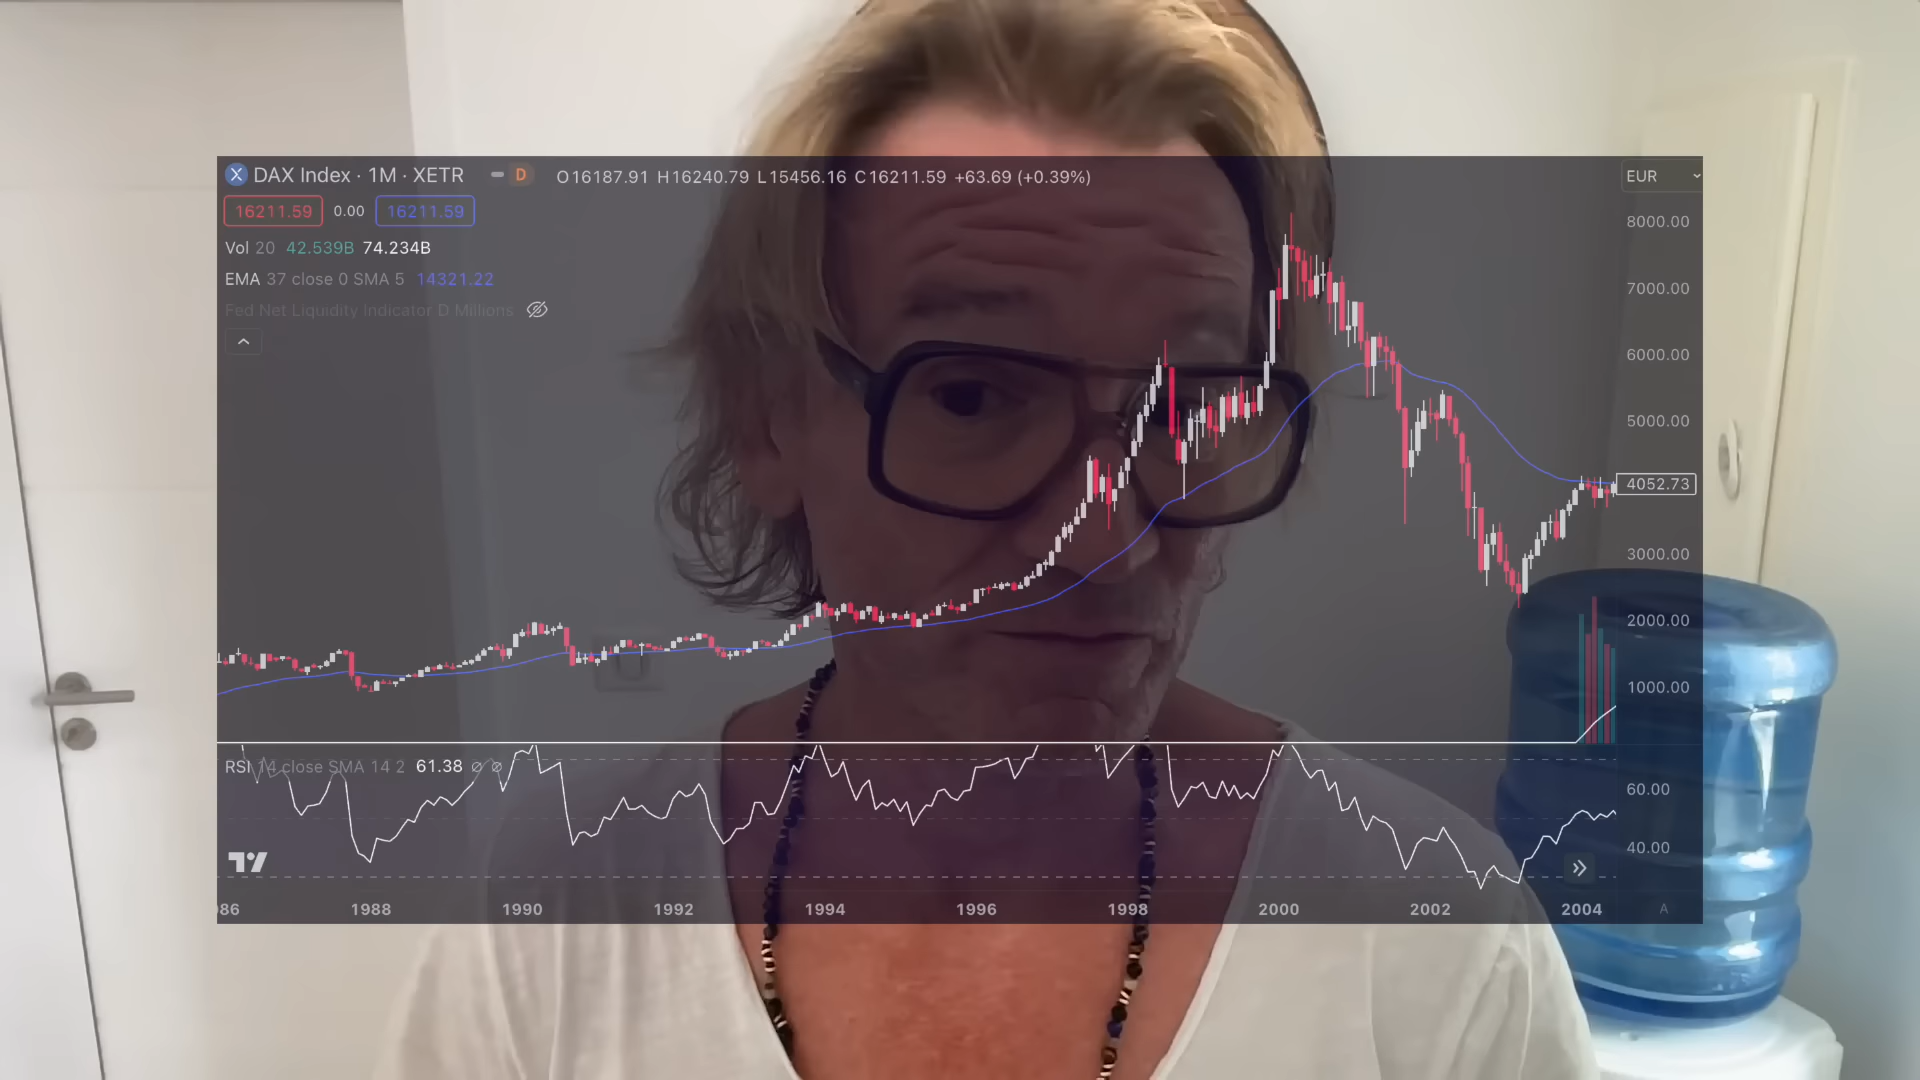 DAX Index · 1M · XETR D O16187.91 H16240.79 L15456.16 C16211.59 +63.69 (+0.39%) EUR
16211.59 0.00 16211.59
Vol 20 42.539B 74.234B
EMA 37 close 0 SMA 5 14321.22
Fed Net Liquidity Indicator D Millions
8000.00
7000.00
6000.00
5000.00
4052.73
3000.00
2000.00
1000.00
RSI 14 close SMA 14 2 61.38 ∅ ∅
60.00
40.00
86 1988 1990 1992 1994 1996 1998 2000 2002 2004 A